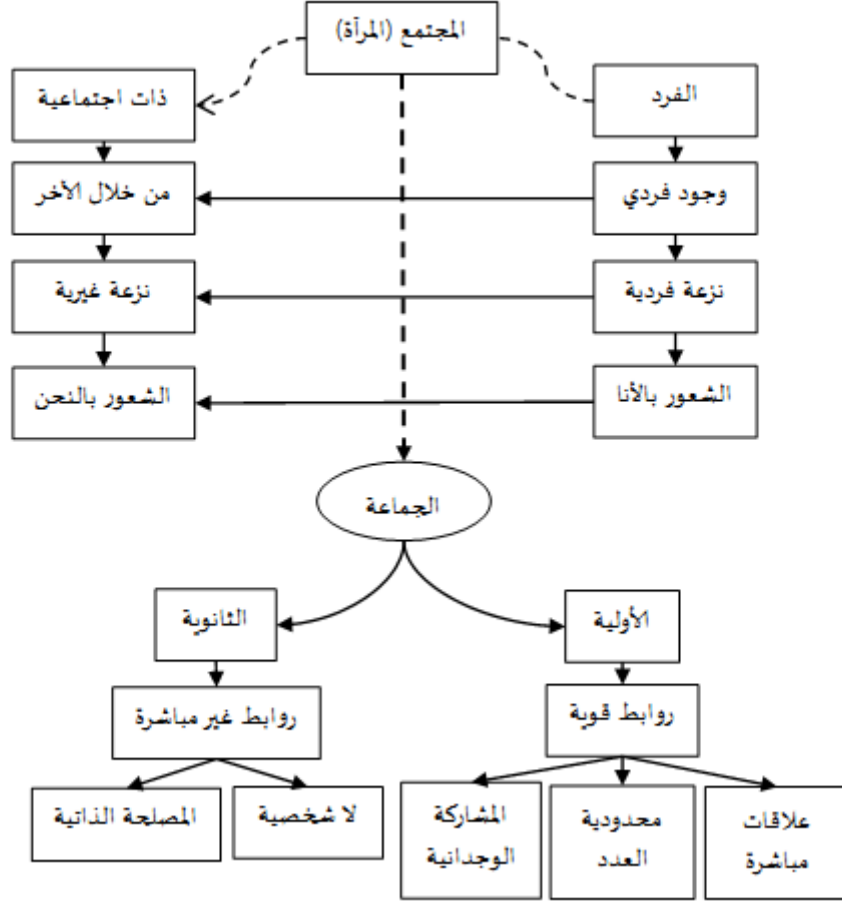 المجتمع (المرآة)
الفرد
ذات اجتماعية
وجود فردي
من خلال الأخر
نزعة فردية
نزعة غيرية
الشعور بالأنا
الشعور بالنحن
الجماعة
الأولية
الثانوية
روابط قوية
روابط غير مباشرة
علاقات
مباشرة
محدودية
العدد
المشاركة
الوجدانية
لا شخصية
المصلحة الذاتية